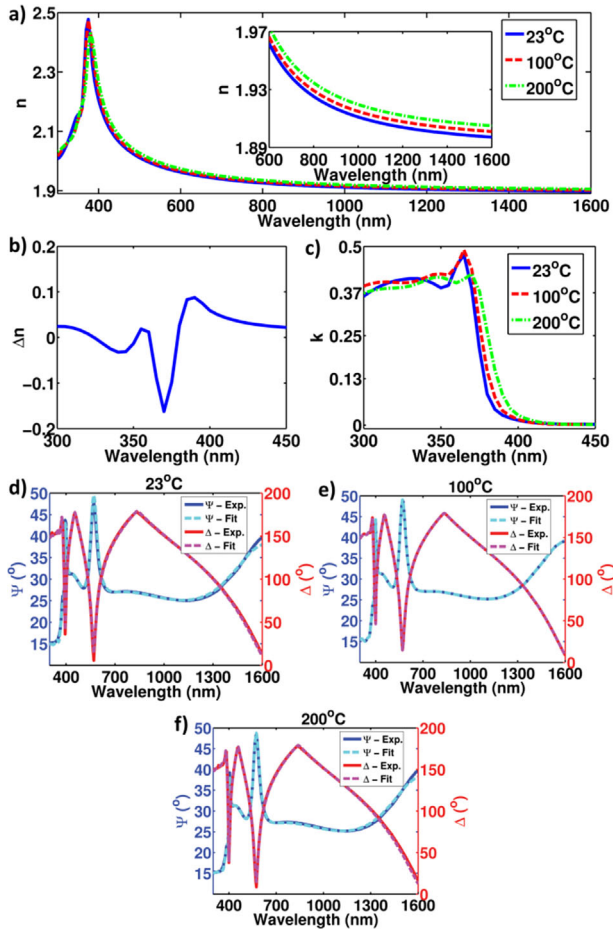 a)
n
2.5
2.3
2.1
1.9
400 600 800 1000 1200 1400 1600
Wavelength (nm)
n
1.97
1.93
1.89
600 800 1000 1200 1400 1600
Wavelength (nm)
23°C
100°C
200°C
b)
Δn
0.2
0.1
0
−0.1
−0.2
300 350 400 450
Wavelength (nm)
c)
k
0.5
0.37
0.25
0.13
0
300 350 400 450
Wavelength (nm)
23°C
100°C
200°C
d)
23°C
Ψ (°)
50
45
40
35
30
25
20
15
Ψ − Exp.
Ψ − Fit
Δ − Exp.
Δ − Fit
200
150
100
50
0
Δ (°)
400 700 1000 1300 1600
Wavelength (nm)
e)
100°C
Ψ (°)
50
45
40
35
30
25
20
15
Ψ − Exp.
Ψ − Fit
Δ − Exp.
Δ − Fit
200
150
100
50
0
Δ (°)
400 700 1000 1300 1600
Wavelength (nm)
f)
200°C
Ψ (°)
50
45
40
35
30
25
20
15
Ψ − Exp.
Ψ − Fit
Δ − Exp.
Δ − Fit
200
150
100
50
0
Δ (°)
400 700 1000 1300 1600
Wavelength (nm)